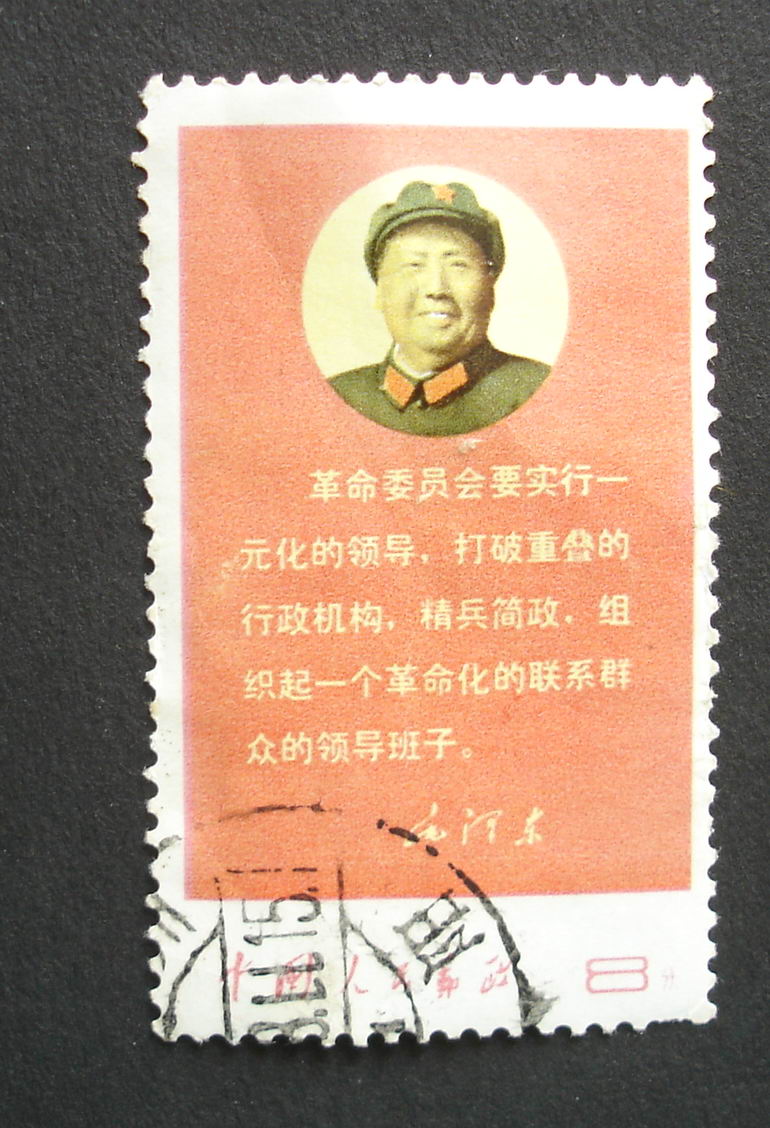 革命委员会要实行一
元化的领导，打破重叠的
行政机构，精兵简政，组
织起一个革命化的联系群
众的领导班子。
毛泽东
中国人民邮政 8分